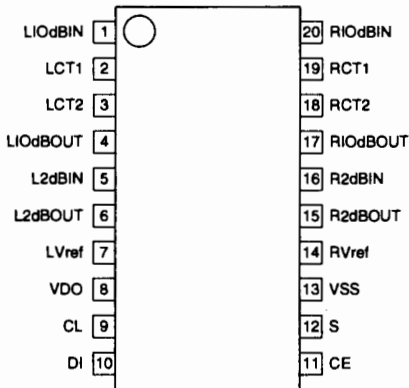 LIOdBIN 1 20 RIOdBIN
LCT1 2 19 RCT1
LCT2 3 18 RCT2
LIOdBOUT 4 17 RIOdBOUT
L2dBIN 5 16 R2dBIN
L2dBOUT 6 15 R2dBOUT
LVref 7 14 RVref
VDO 8 13 VSS
CL 9 12 S
DI 10 11 CE